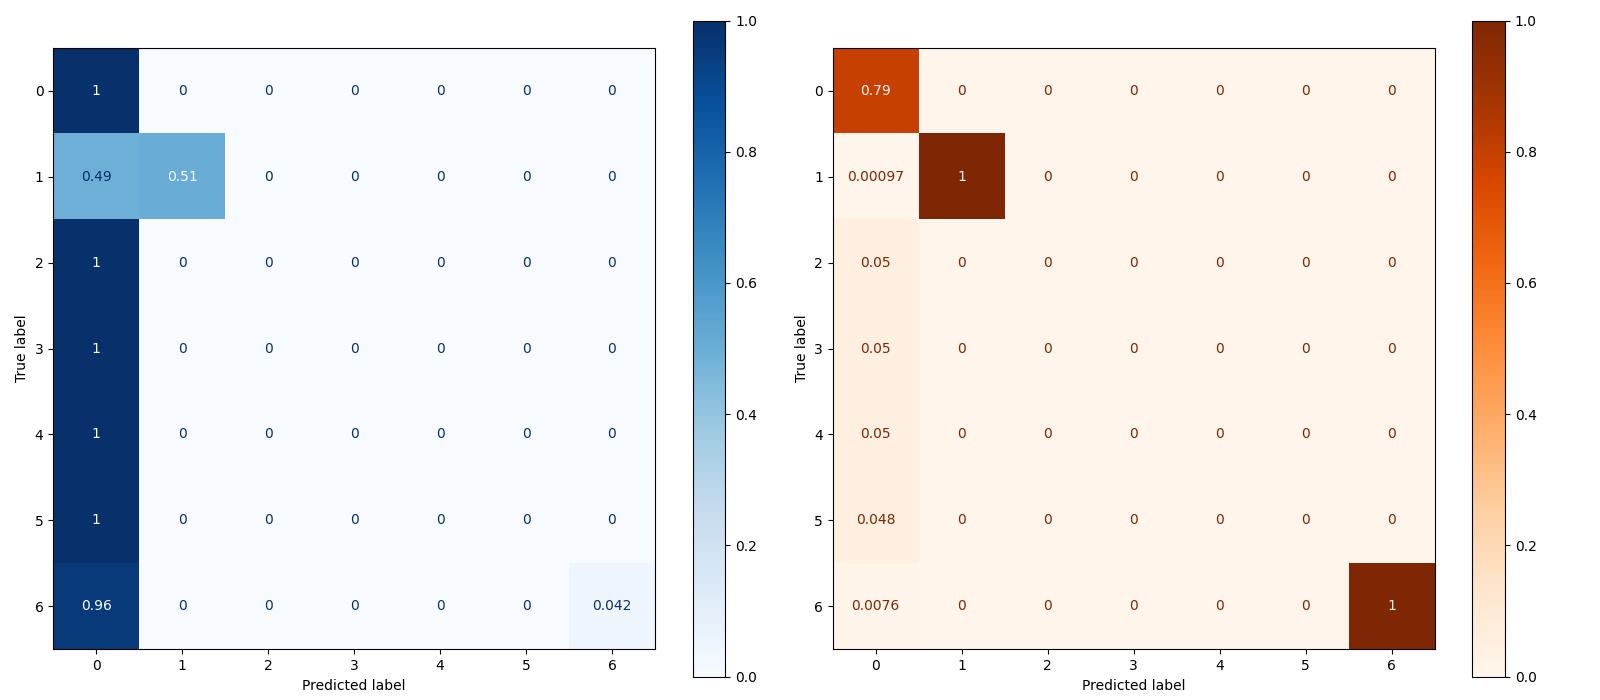 0 1 0 0 0 0 0 0
1 0.49 0.51 0 0 0 0 0
2 1 0 0 0 0 0 0
3 1 0 0 0 0 0 0
4 1 0 0 0 0 0 0
5 1 0 0 0 0 0 0
6 0.96 0 0 0 0 0 0.042
0 1 2 3 4 5 6
Predicted label
True label
1.0
0.8
0.6
0.4
0.2
0.0
0 0.79 0 0 0 0 0 0
1 0.00097 1 0 0 0 0 0
2 0.05 0 0 0 0 0 0
3 0.05 0 0 0 0 0 0
4 0.05 0 0 0 0 0 0
5 0.048 0 0 0 0 0 0
6 0.0076 0 0 0 0 0 1
0 1 2 3 4 5 6
Predicted label
True label
1.0
0.8
0.6
0.4
0.2
0.0